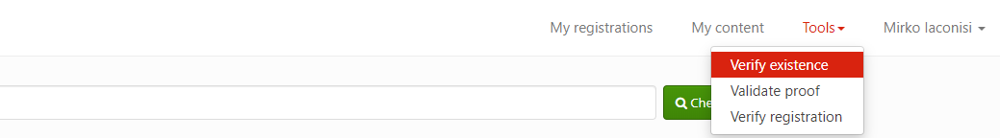 My registrations My content Tools Mirko Iaconisi
Verify existence
Validate proof
Verify registration